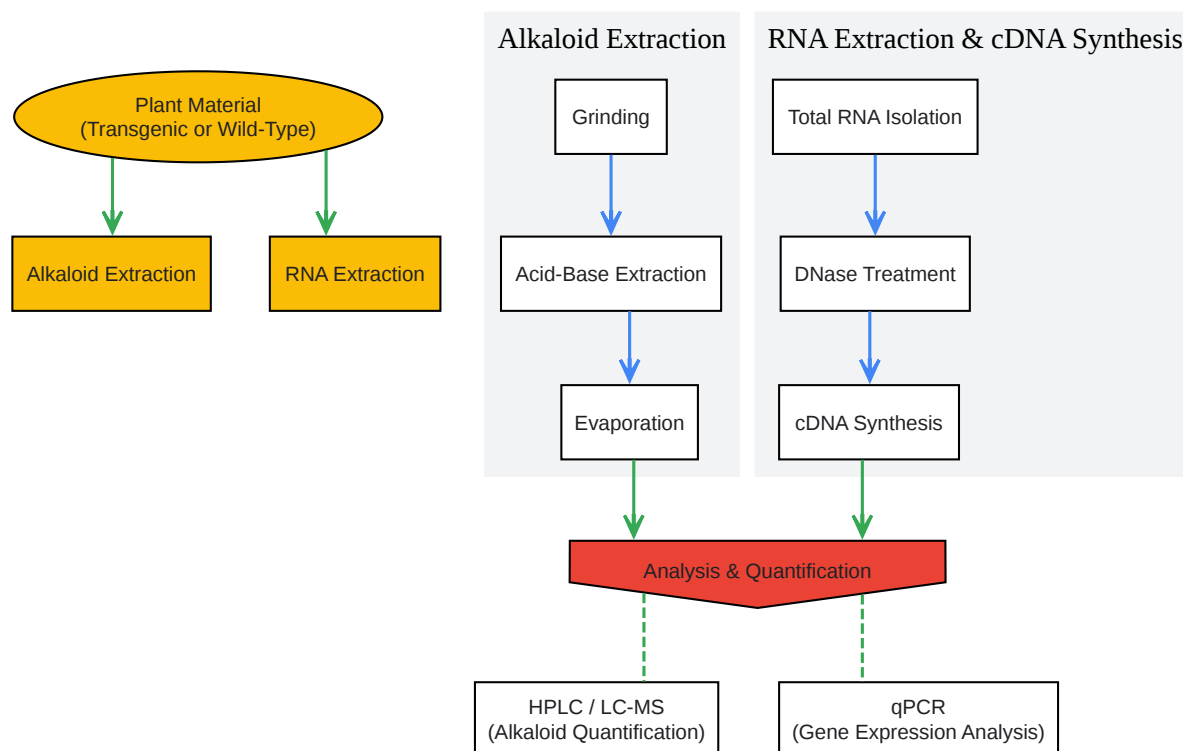 Alkaloid Extraction
RNA Extraction & cDNA Synthesis
Plant Material
(Transgenic or Wild-Type)
Grinding
Total RNA Isolation
Alkaloid Extraction
RNA Extraction
Acid-Base Extraction
DNase Treatment
Evaporation
cDNA Synthesis
Analysis & Quantification
HPLC / LC-MS
(Alkaloid Quantification)
qPCR
(Gene Expression Analysis)